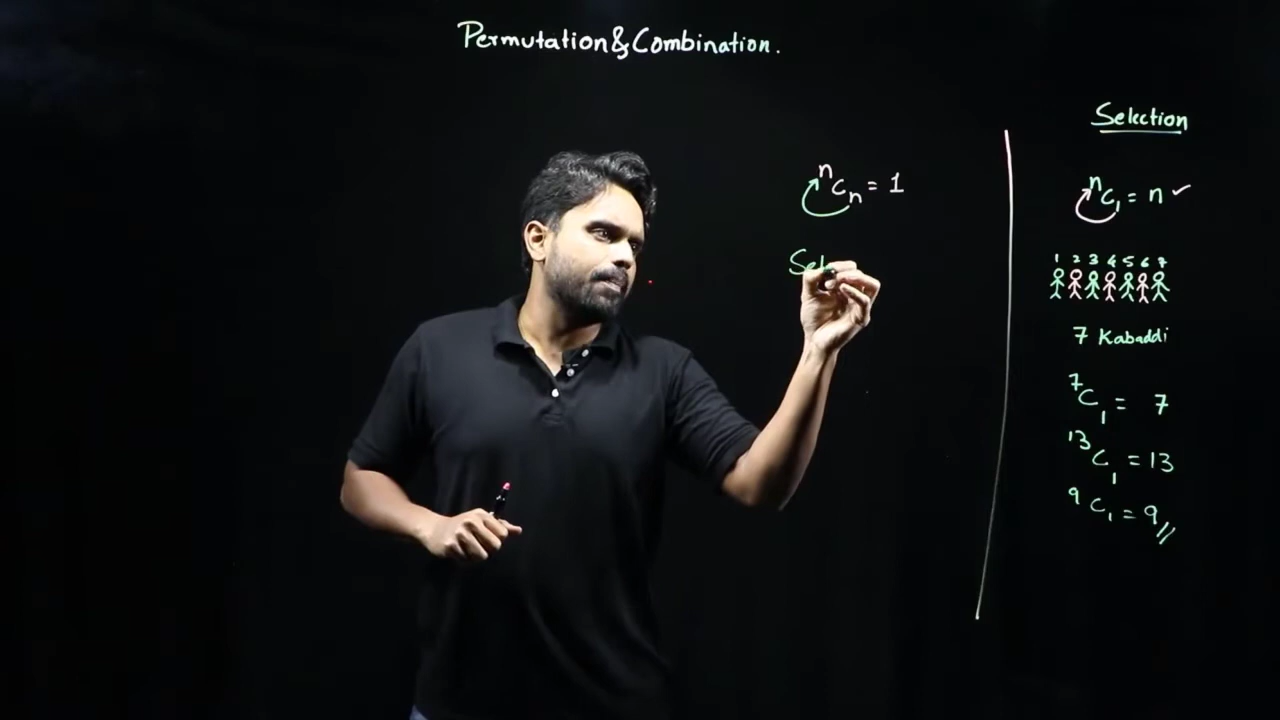 Permutation & Combination.
Selection
ⁿCₙ = 1
ⁿC₁ = n ✓
Sel
1 2 3 4 5 6 7
7 Kabaddi
⁷C₁ = 7
¹³C₁ = 13
⁹C₁ = 9//